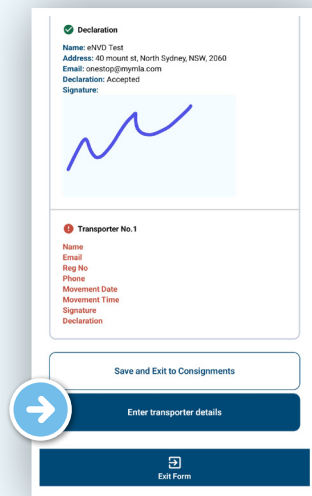 Declaration
Name: eNVD Test
Address: 40 mount st, North Sydney, NSW, 2060
Email: onestop@mymla.com
Declaration: Accepted
Signature:
Transporter No.1
Name
Email
Reg No
Phone
Movement Date
Movement Time
Signature
Declaration
Save and Exit to Consignments
Enter transporter details
Exit Form